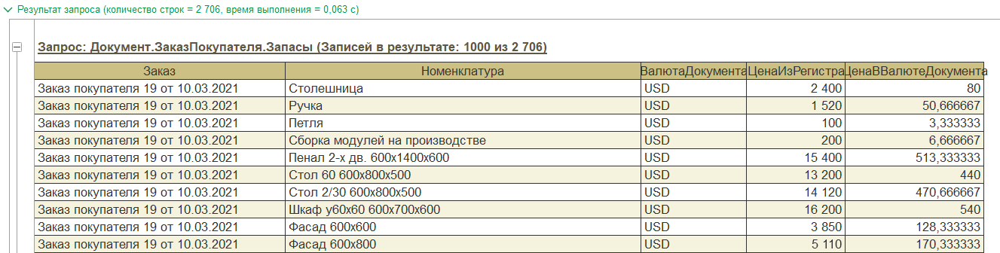 Результат запроса (количество строк = 2 706, время выполнения = 0,063 с)
Запрос: Документ.ЗаказПокупателя.Запасы (Записей в результате: 1000 из 2 706)
Заказ Номенклатура ВалютаДокумента ЦенаИзРегистра ЦенаВВалютеДокумента
Заказ покупателя 19 от 10.03.2021 Столешница USD 2 400 80
Заказ покупателя 19 от 10.03.2021 Ручка USD 1 520 50,666667
Заказ покупателя 19 от 10.03.2021 Петля USD 100 3,333333
Заказ покупателя 19 от 10.03.2021 Сборка модулей на производстве USD 200 6,666667
Заказ покупателя 19 от 10.03.2021 Пенал 2-х дв. 600х1400х600 USD 15 400 513,333333
Заказ покупателя 19 от 10.03.2021 Стол 60 600х800х500 USD 13 200 440
Заказ покупателя 19 от 10.03.2021 Стол 2/30 600х800х500 USD 14 120 470,666667
Заказ покупателя 19 от 10.03.2021 Шкаф у60х60 600х700х600 USD 16 200 540
Заказ покупателя 19 от 10.03.2021 Фасад 600х600 USD 3 850 128,333333
Заказ покупателя 19 от 10.03.2021 Фасад 600х800 USD 5 110 170,333333